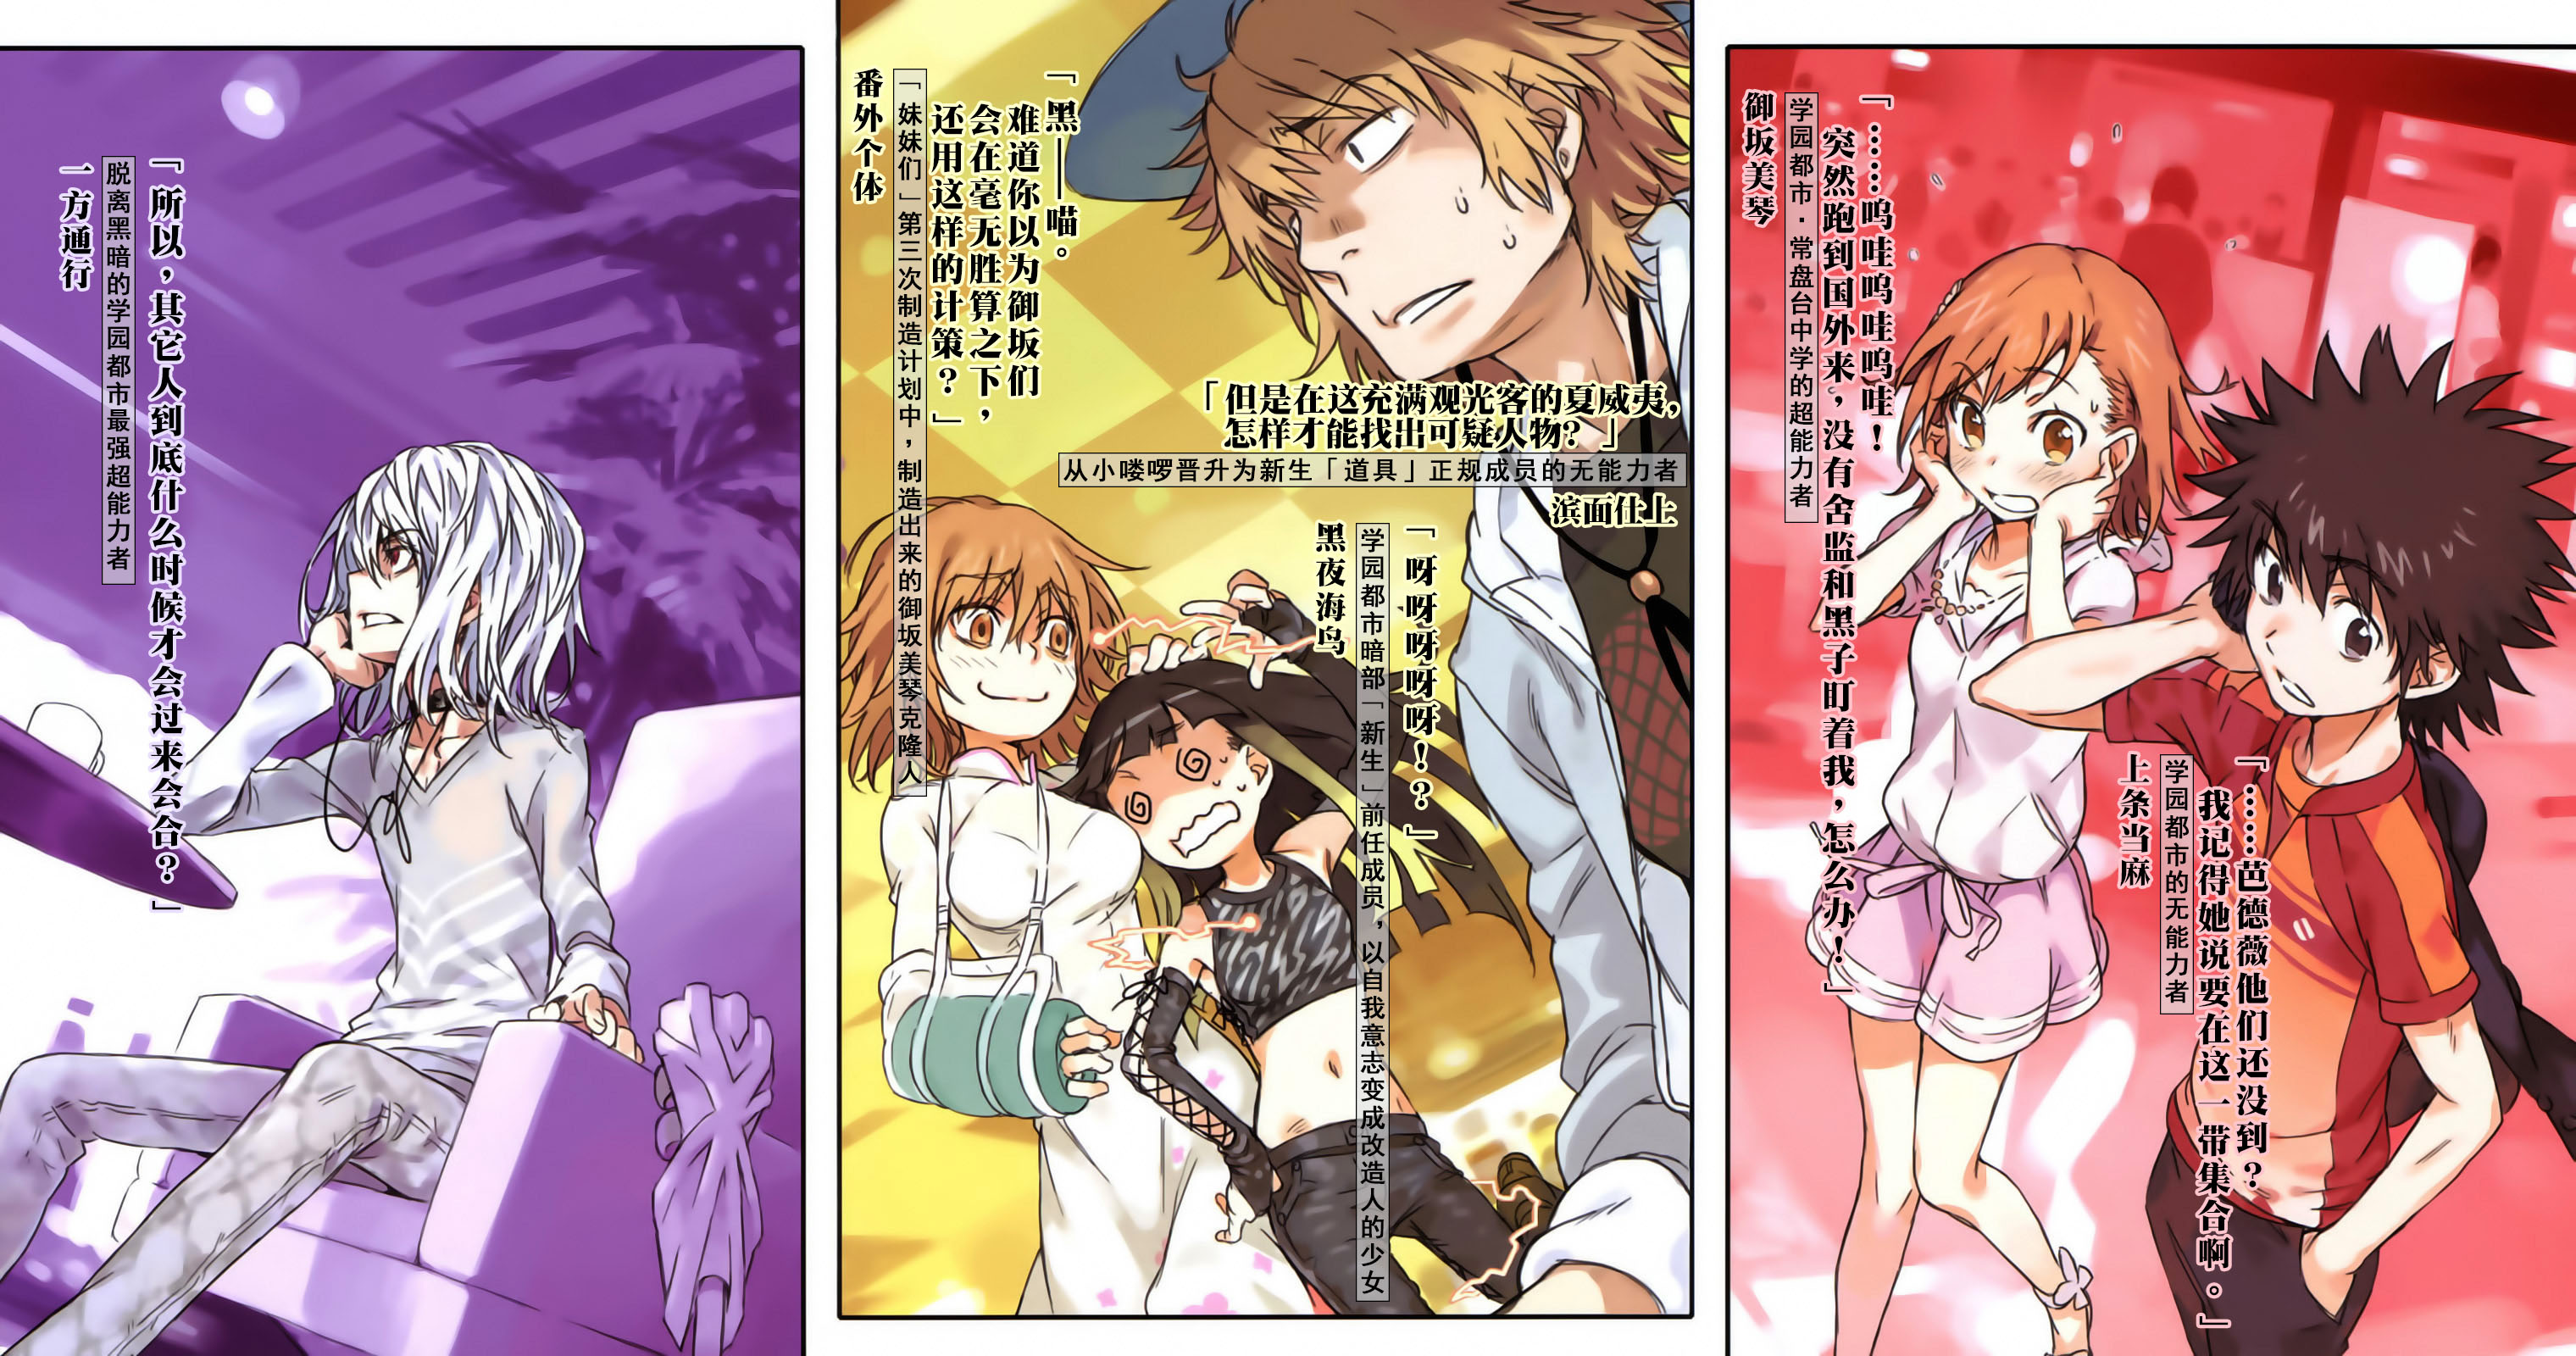 「……呜哇呜哇呜哇！
突然跑到国外来，没有舍监和黑子盯着我，怎么办！」
学园都市·常盘台中学的超能力者
御坂美琴
「……芭德薇他们还没到？
我记得她说要在这一带集合啊。」
学园都市的无能力者
上条当麻
「但是在这充满观光客的夏威夷，
怎样才能找出可疑人物？」
从小喽啰晋升为新生「道具」正规成员的无能力者
滨面仕上
「呀呀呀呀呀！？」
学园都市暗部「新生」前任成员，以自我意志变成改造人的少女
黑夜海鸟
「黑——喵。
难道你以为御坂们
会在毫无胜算之下，
还用这样的计策？」
「妹妹们」第三次制造计划中，制造出来的御坂美琴克隆人
番外个体
「所以，其它人到底什么时候才会过来会合？」
脱离黑暗的学园都市最强超能力者
一方通行